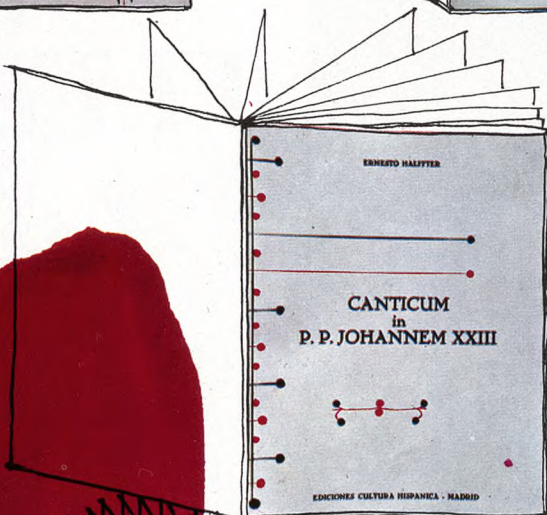 ERNESTO HALFFTER
CANTICUM
in
P. P. JOHANNEM XXIII
EDICIONES CULTURA HISPANICA - MADRID